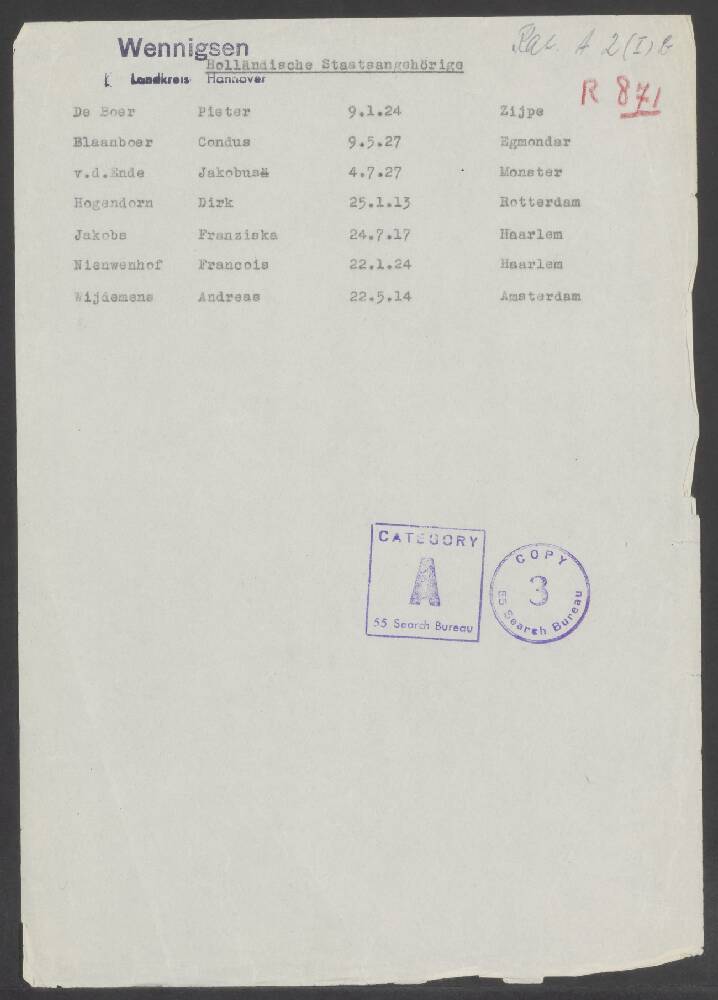 Wennigsen
Holländische Staatsangehörige
Landkreis Hannover
A 2(I) B
R 871
De Boer Pieter 9.1.24 Zijpe
Blaanboer Condus 9.5.27 Egmonder
v.d.Ende Jakobus 4.7.27 Monster
Hogendorn Dirk 25.1.13 Rotterdam
Jakobs Franziska 24.7.17 Haarlem
Nienwenhof Francois 22.1.24 Haarlem
Wijdemens Andreas 22.5.14 Amsterdam
CATEGORY
A
55 Search Bureau
COPY
3
55 Search Bureau